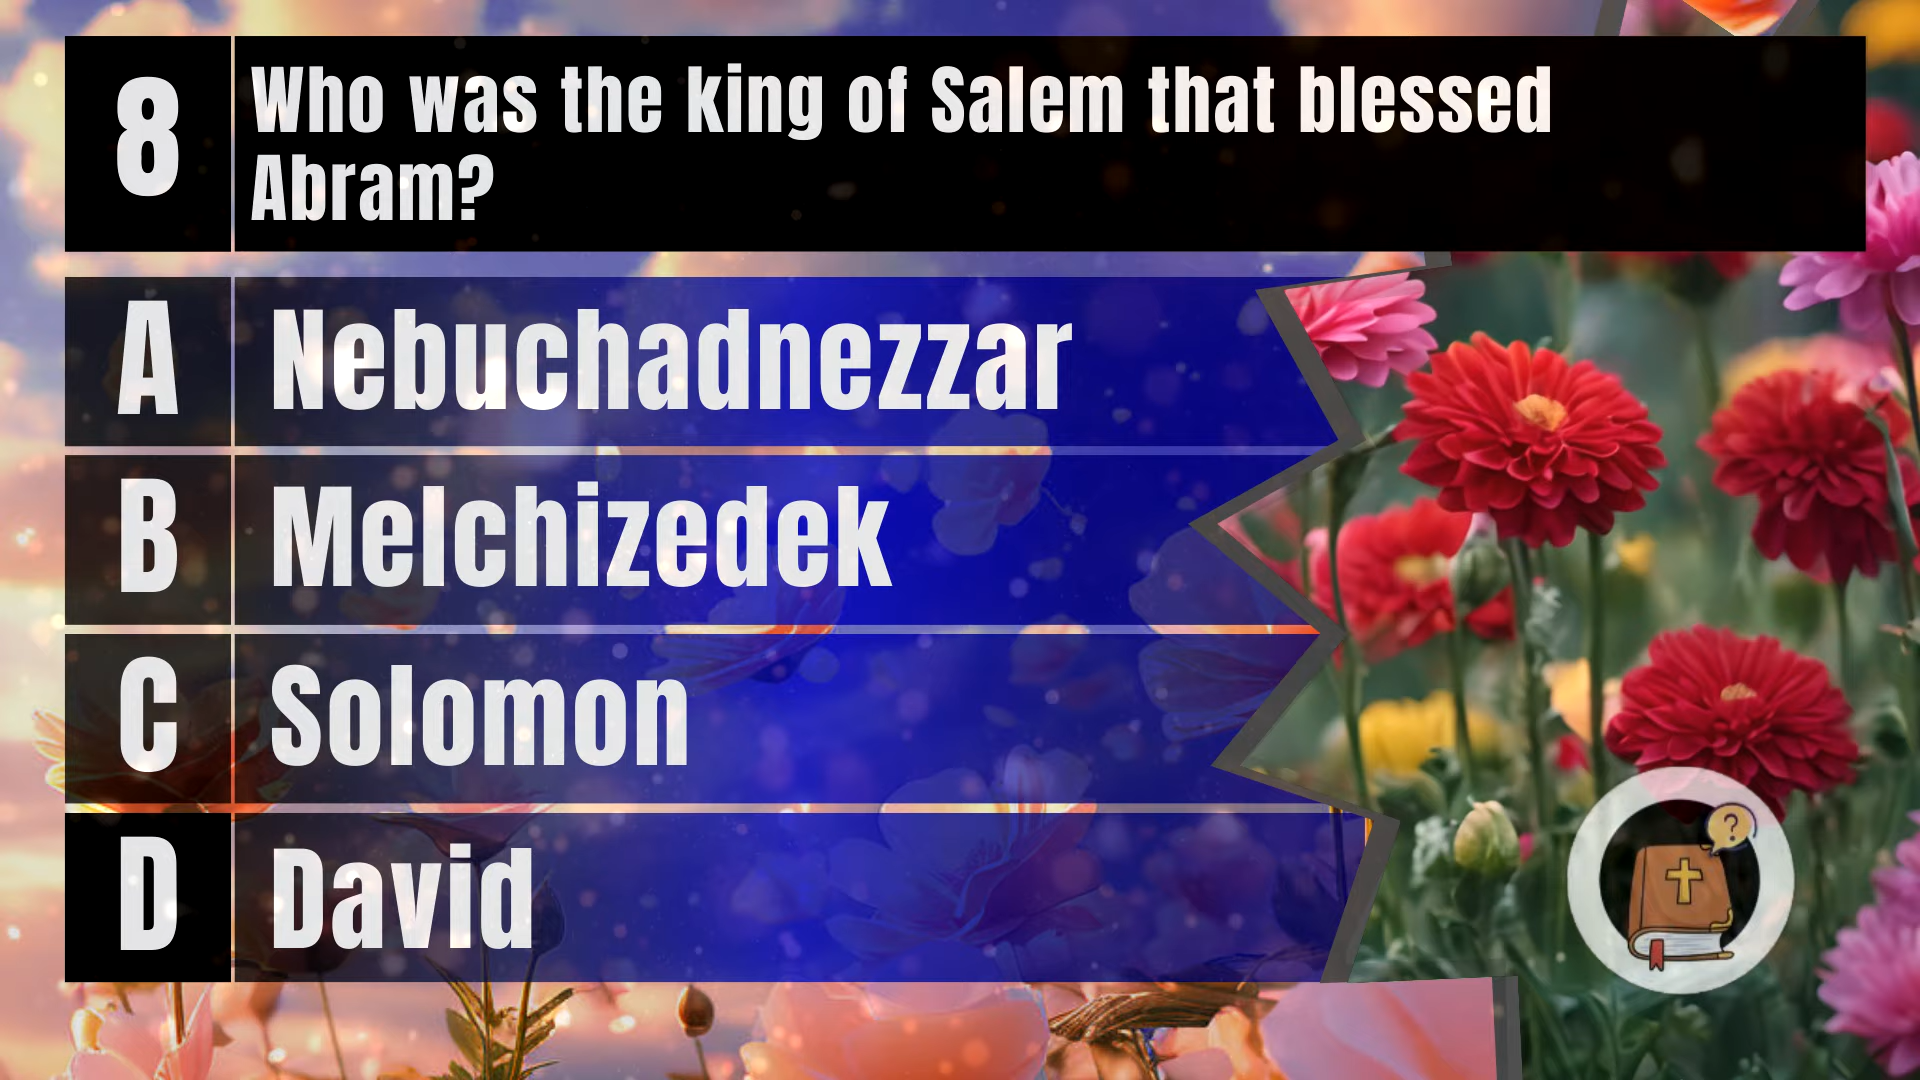 8
Who was the king of Salem that blessed
Abram?
A
Nebuchadnezzar
B
Melchizedek
C
Solomon
D
David
?